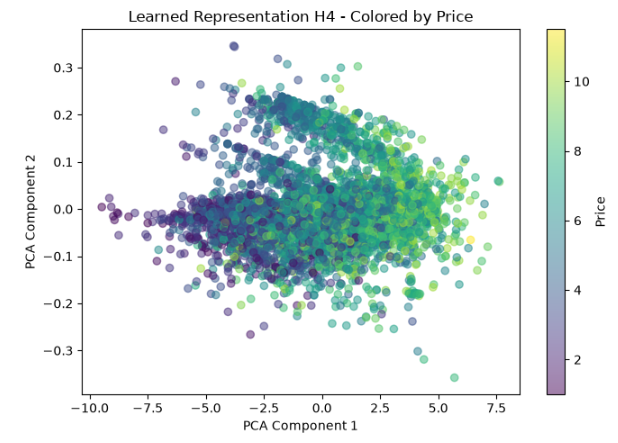 Learned Representation H4 - Colored by Price
PCA Component 2
0.3
0.2
0.1
0.0
−0.1
−0.2
−0.3
−10.0 −7.5 −5.0 −2.5 0.0 2.5 5.0 7.5
PCA Component 1
10
8
6
4
2
Price